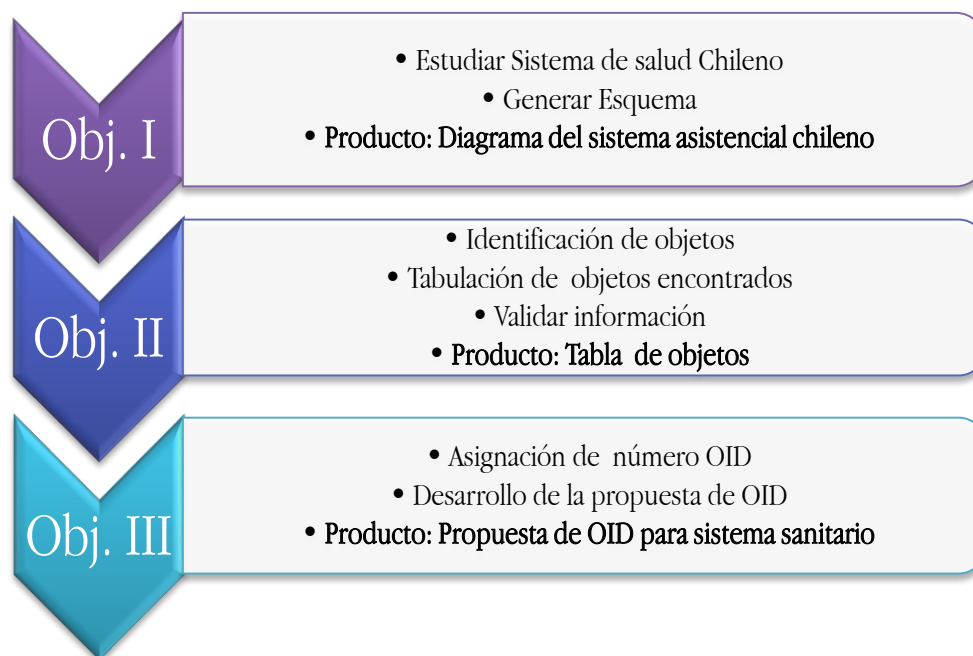 Obj. I
• Estudiar Sistema de salud Chileno
• Generar Esquema
• Producto: Diagrama del sistema asistencial chileno
Obj. II
• Identificación de objetos
• Tabulación de objetos encontrados
• Validar información
• Producto: Tabla de objetos
Obj. III
• Asignación de número OID
• Desarrollo de la propuesta de OID
• Producto: Propuesta de OID para sistema sanitario